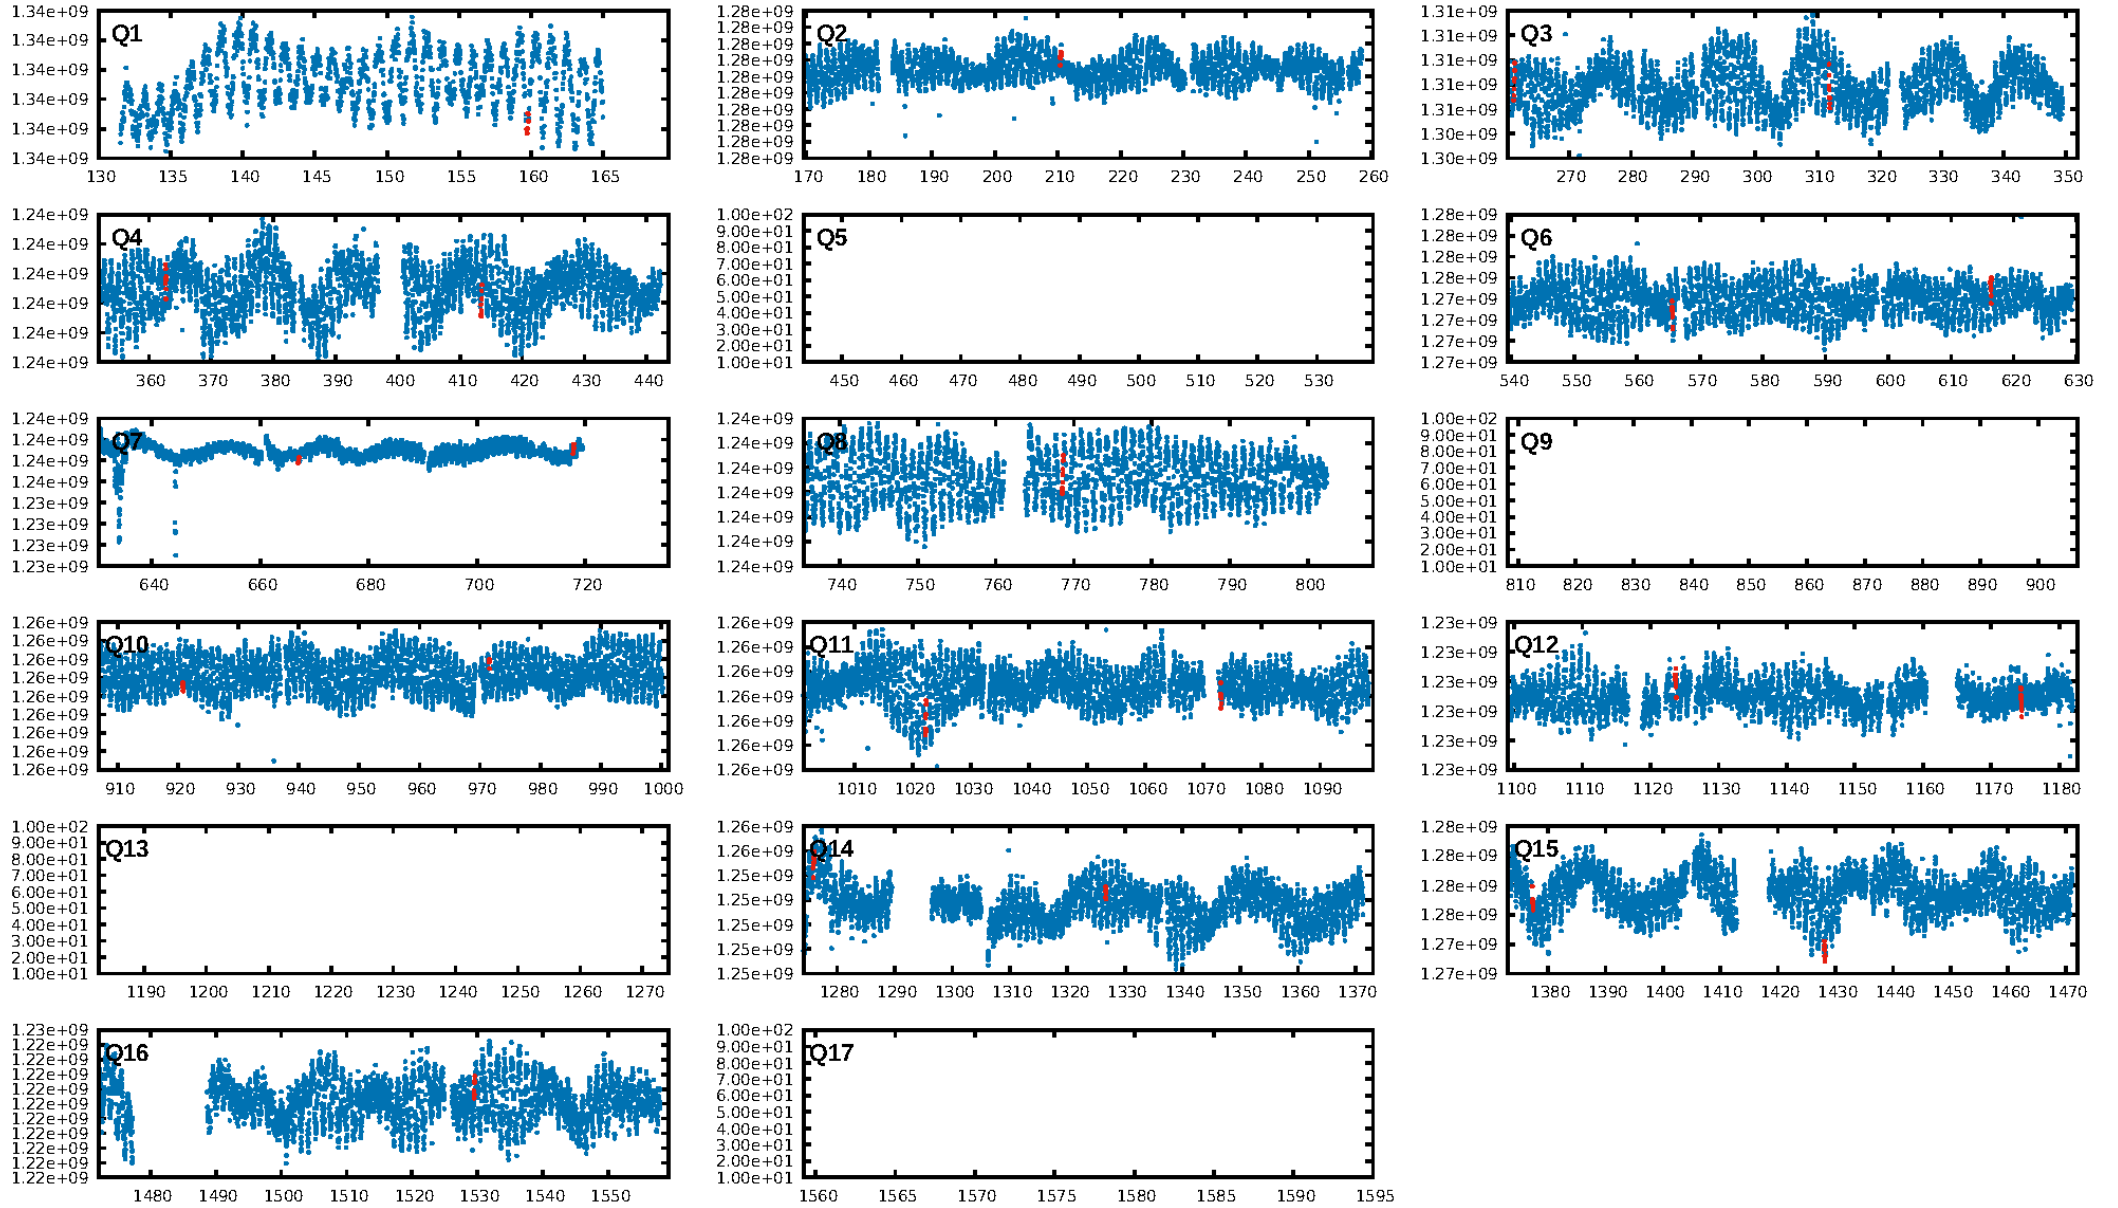 1.34e+09 1.34e+09 1.34e+09 1.34e+09 1.34e+09 1.34e+09
Q1
130 135 140 145 150 155 160 165
1.28e+09 1.28e+09 1.28e+09 1.28e+09 1.28e+09 1.28e+09 1.28e+09 1.28e+09 1.28e+09 1.28e+09
Q2
170 180 190 200 210 220 230 240 250 260
1.31e+09 1.31e+09 1.31e+09 1.31e+09 1.31e+09 1.30e+09 1.30e+09
Q3
270 280 290 300 310 320 330 340 350
1.24e+09 1.24e+09 1.24e+09 1.24e+09 1.24e+09 1.24e+09
Q4
360 370 380 390 400 410 420 430 440
1.00e+02 9.00e+01 8.00e+01 7.00e+01 6.00e+01 5.00e+01 4.00e+01 3.00e+01 2.00e+01 1.00e+01
Q5
450 460 470 480 490 500 510 520 530
1.28e+09 1.28e+09 1.28e+09 1.28e+09 1.27e+09 1.27e+09 1.27e+09 1.27e+09
Q6
540 550 560 570 580 590 600 610 620 630
1.24e+09 1.24e+09 1.24e+09 1.23e+09 1.23e+09 1.23e+09 1.23e+09
Q7
640 660 680 700 720
1.24e+09 1.24e+09 1.24e+09 1.24e+09 1.24e+09 1.24e+09 1.24e+09
Q8
740 750 760 770 780 790 800
1.00e+02 9.00e+01 8.00e+01 7.00e+01 6.00e+01 5.00e+01 4.00e+01 3.00e+01 2.00e+01 1.00e+01
Q9
810 820 830 840 850 860 870 880 890 900
1.26e+09 1.26e+09 1.26e+09 1.26e+09 1.26e+09 1.26e+09 1.26e+09 1.26e+09 1.26e+09
Q10
910 920 930 940 950 960 970 980 990 1000
1.26e+09 1.26e+09 1.26e+09 1.26e+09 1.26e+09 1.26e+09 1.26e+09
Q11
1010 1020 1030 1040 1050 1060 1070 1080 1090
1.23e+09 1.23e+09 1.23e+09 1.23e+09 1.23e+09 1.23e+09
Q12
1100 1110 1120 1130 1140 1150 1160 1170 1180
1.00e+02 9.00e+01 8.00e+01 7.00e+01 6.00e+01 5.00e+01 4.00e+01 3.00e+01 2.00e+01 1.00e+01
Q13
1190 1200 1210 1220 1230 1240 1250 1260 1270
1.26e+09 1.26e+09 1.25e+09 1.25e+09 1.25e+09 1.25e+09 1.25e+09
Q14
1280 1290 1300 1310 1320 1330 1340 1350 1360 1370
1.28e+09 1.28e+09 1.28e+09 1.28e+09 1.27e+09 1.27e+09
Q15
1380 1390 1400 1410 1420 1430 1440 1450 1460 1470
1.23e+09 1.22e+09 1.22e+09 1.22e+09 1.22e+09 1.22e+09 1.22e+09 1.22e+09 1.22e+09 1.22e+09 1.22e+09
Q16
1480 1490 1500 1510 1520 1530 1540 1550
1.00e+02 9.00e+01 8.00e+01 7.00e+01 6.00e+01 5.00e+01 4.00e+01 3.00e+01 2.00e+01 1.00e+01
Q17
1560 1565 1570 1575 1580 1585 1590 1595